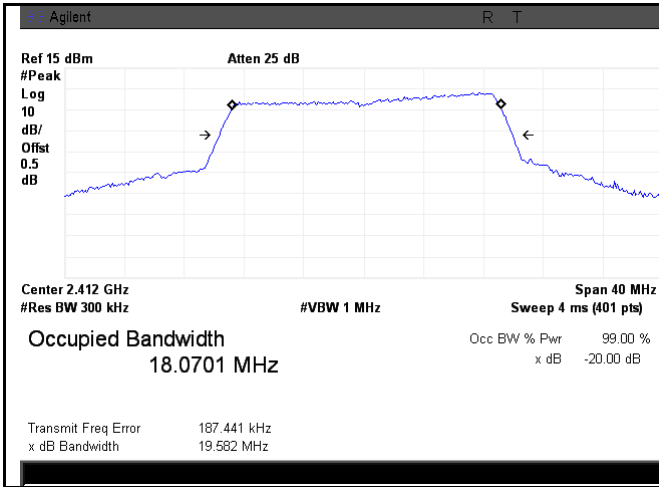 Agilent R T
Ref 15 dBm Atten 25 dB
#Peak
Log
10
dB/
Offst
0.5
dB
Center 2.412 GHz Span 40 MHz
#Res BW 300 kHz #VBW 1 MHz Sweep 4 ms (401 pts)
Occupied Bandwidth Occ BW % Pwr 99.00 %
18.0701 MHz x dB -20.00 dB
Transmit Freq Error 187.441 kHz
x dB Bandwidth 19.582 MHz